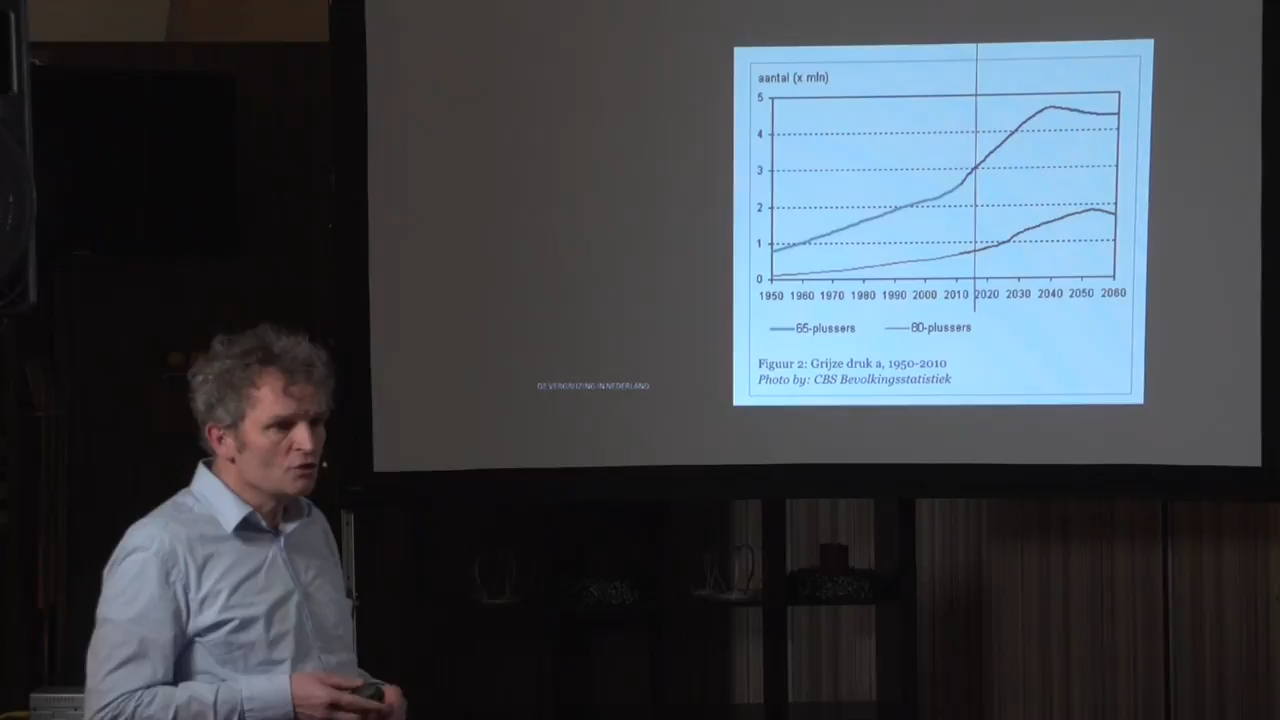 aantal (x mln)
5
4
3
2
1
0
1950 1960 1970 1980 1990 2000 2010 2020 2030 2040 2050 2060
65-plussers 80-plussers
Figuur 2: Grijze druk a, 1950-2010
Photo by: CBS Bevolkingsstatistiek
DE VERGRIJZING IN NEDERLAND